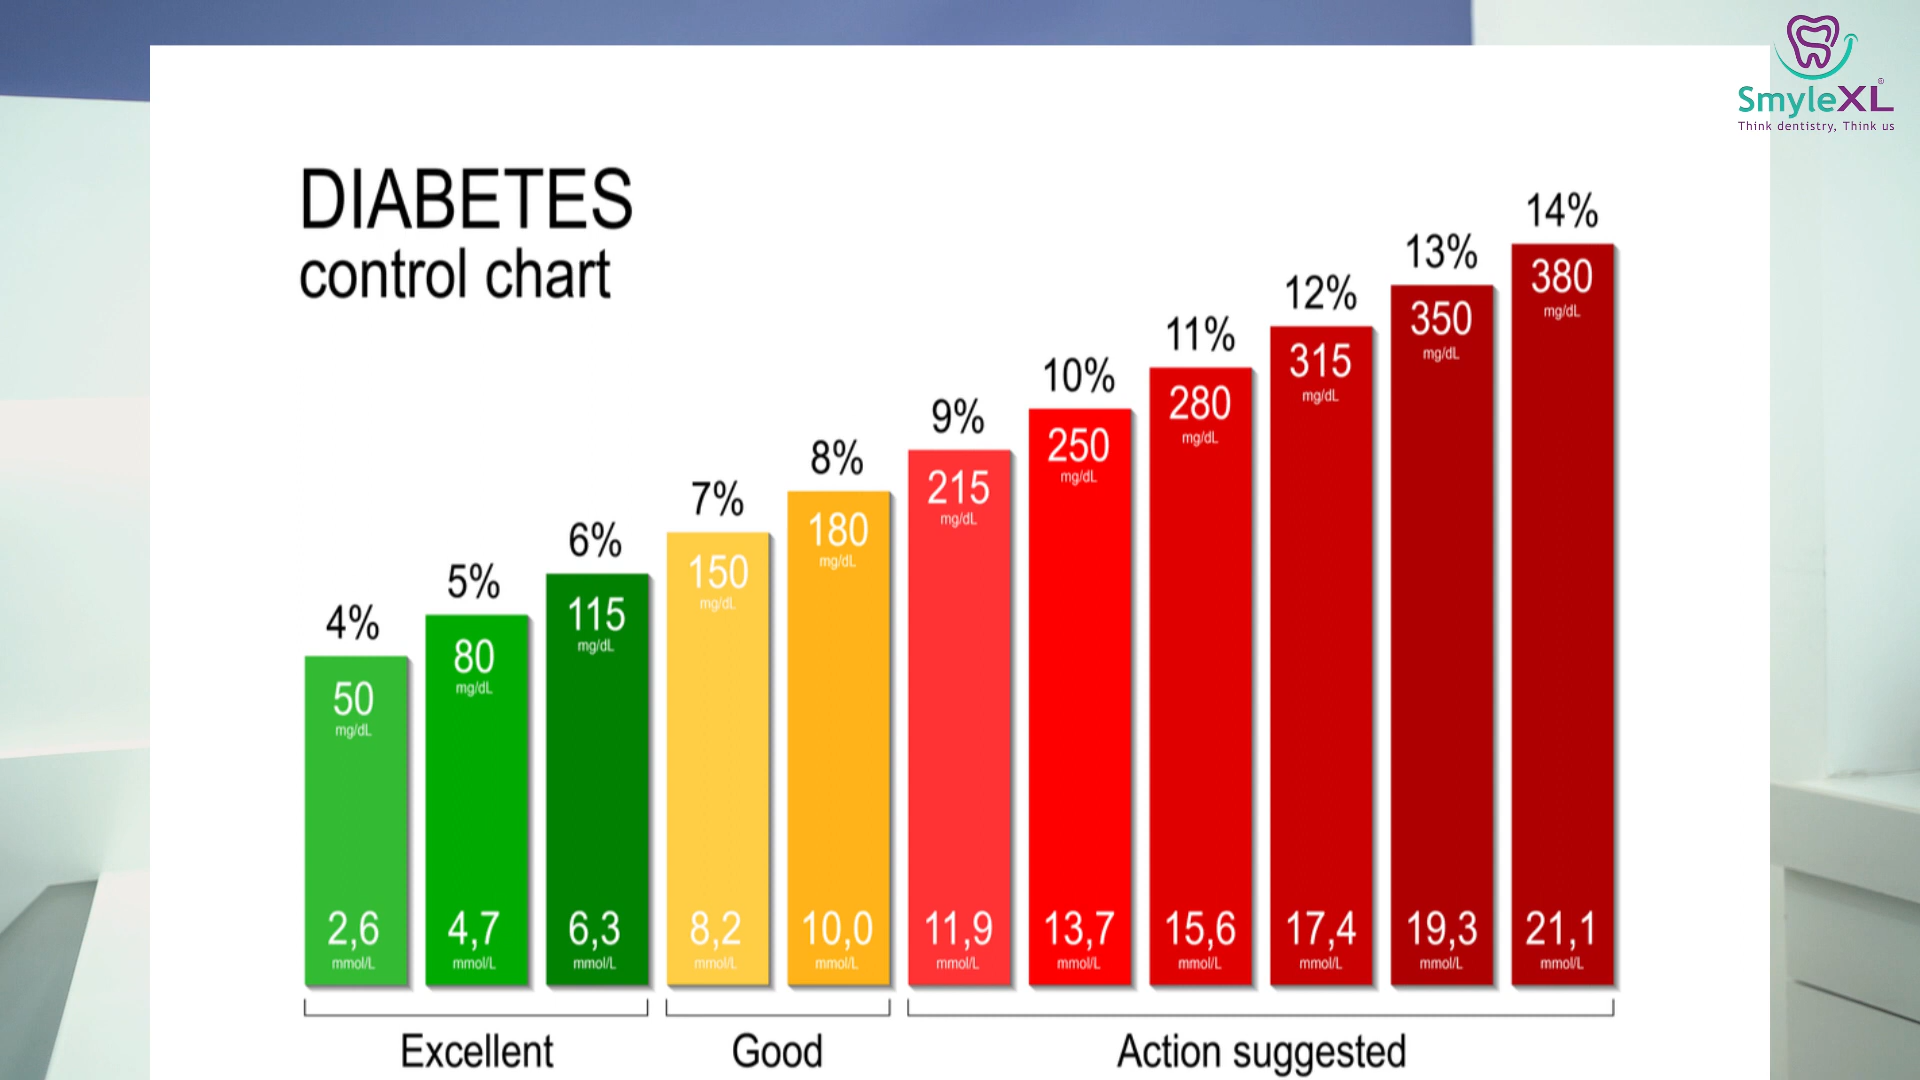 SmyleXL®
Think dentistry, Think us
DIABETES
control chart
4% 5% 6% 7% 8% 9% 10% 11% 12% 13% 14%
50 80 115 150 180 215 250 280 315 350 380
mg/dL mg/dL mg/dL mg/dL mg/dL mg/dL mg/dL mg/dL mg/dL mg/dL mg/dL
2,6 4,7 6,3 8,2 10,0 11,9 13,7 15,6 17,4 19,3 21,1
mmol/L mmol/L mmol/L mmol/L mmol/L mmol/L mmol/L mmol/L mmol/L mmol/L mmol/L
Excellent Good Action suggested